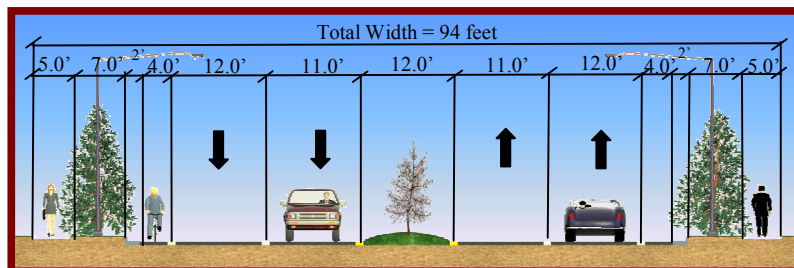 Total Width = 94 feet
5.0’ 7.0’ 2’ 4.0’ 12.0’ 11.0’ 12.0’ 11.0’ 12.0’ 4.0’ 2’ 7.0’ 5.0’